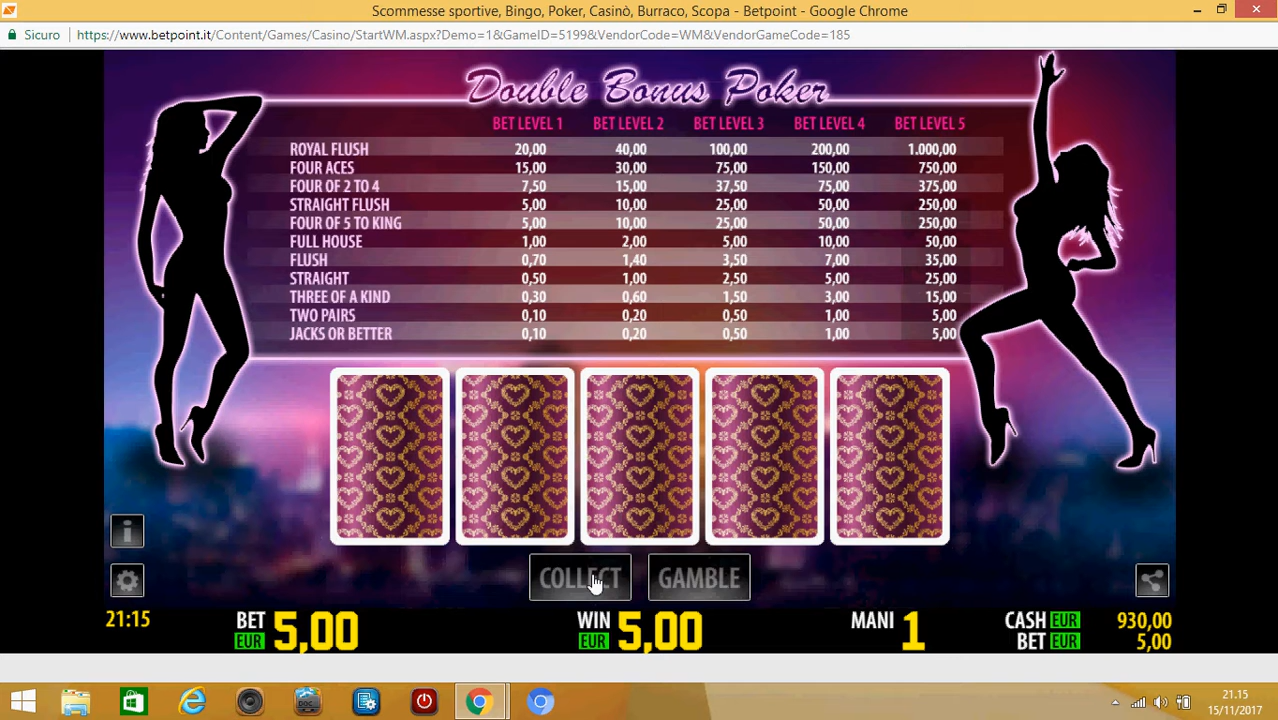 Scommesse sportive, Bingo, Poker, Casinò, Burraco, Scopa - Betpoint - Google Chrome
Sicuro https://www.betpoint.it/Content/Games/Casino/StartWM.aspx?Demo=1&GameID=5199&VendorCode=WM&VendorGameCode=185
Double Bonus Poker
BET LEVEL 1 BET LEVEL 2 BET LEVEL 3 BET LEVEL 4 BET LEVEL 5
ROYAL FLUSH 20,00 40,00 100,00 200,00 1.000,00
FOUR ACES 15,00 30,00 75,00 150,00 750,00
FOUR OF 2 TO 4 7,50 15,00 37,50 75,00 375,00
STRAIGHT FLUSH 5,00 10,00 25,00 50,00 250,00
FOUR OF 5 TO KING 5,00 10,00 25,00 50,00 250,00
FULL HOUSE 1,00 2,00 5,00 10,00 50,00
FLUSH 0,70 1,40 3,50 7,00 35,00
STRAIGHT 0,50 1,00 2,50 5,00 25,00
THREE OF A KIND 0,30 0,60 1,50 3,00 15,00
TWO PAIRS 0,10 0,20 0,50 1,00 5,00
JACKS OR BETTER 0,10 0,20 0,50 1,00 5,00
COLLECT GAMBLE
21:15 BET EUR 5,00 WIN EUR 5,00 MANI 1 CASH EUR 930,00
BET EUR 5,00
DOC
21.15
15/11/2017